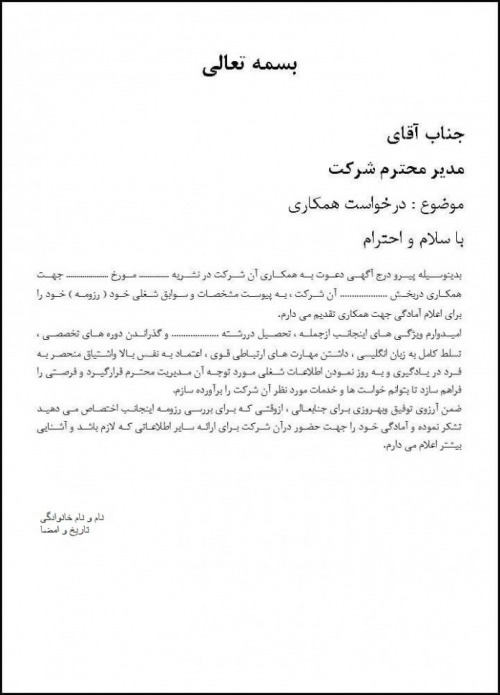 بسمه تعالی
جناب آقای
مدیر محترم شرکت
موضوع : درخواست همکاری
با سلام و احترام
بدینوسیله پیرو درج آگهی دعوت به همکاری آن شرکت در نشریه ............. مورخ .................. جهت
همکاری دربخش .................... آن شرکت ، به پیوست مشخصات و سوابق شغلی خود ( رزومه ) خود را
برای اعلام آمادگی جهت همکاری تقدیم می دارم.
امیدوارم ویژگی های اینجانب ازجمله ، تحصیل دررشته .................... و گذراندن دوره های تخصصی ،
تسلط کامل به زبان انگلیسی ، داشتن مهارت های ارتباطی قوی ، اعتماد به نفس بالا واشتیاق منحصر به
فرد در یادگیری و به روز نمودن اطلاعات شغلی مورد توجه آن مدیریت محترم قرارگیرد و فرصتی را
فراهم سازد تا بتوانم خواست ها و خدمات مورد نظر آن شرکت را برآورده سازم.
ضمن آرزوی توفیق وبهروزی برای جنابعالی ، ازوقتی که برای بررسی رزومه اینجانب اختصاص می دهید
تشکر نموده و آمادگی خود را جهت حضور درآن شرکت برای ارائه سایر اطلاعاتی که لازم باشد و آشنایی
بیشتر اعلام می دارم.
نام و نام خانوادگی
تاریخ و امضا